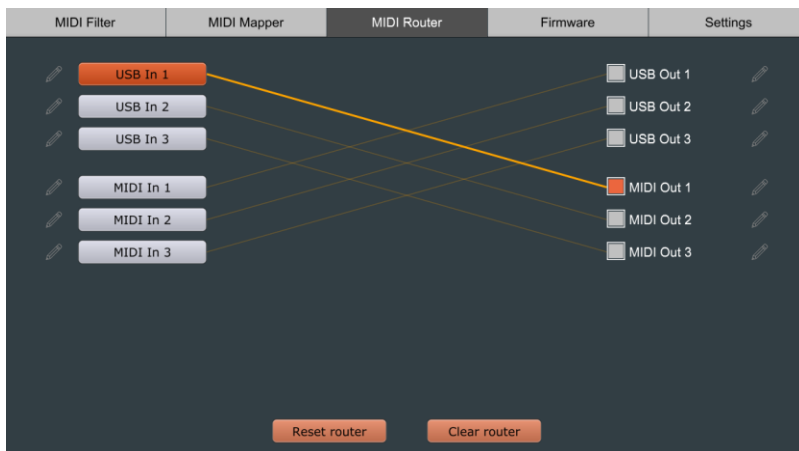 MIDI Filter MIDI Mapper MIDI Router Firmware Settings
USB In 1 USB Out 1
USB In 2 USB Out 2
USB In 3 USB Out 3
MIDI In 1 MIDI Out 1
MIDI In 2 MIDI Out 2
MIDI In 3 MIDI Out 3
Reset router Clear router